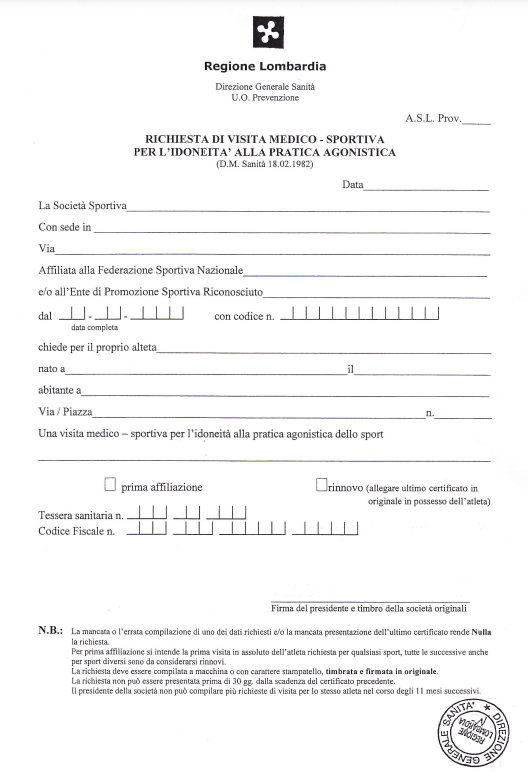 Regione Lombardia
Direzione Generale Sanità
U.O. Prevenzione
A.S.L. Prov._____
RICHIESTA DI VISITA MEDICO - SPORTIVA
PER L'IDONEITA' ALLA PRATICA AGONISTICA
(D.M. Sanità 18.02.1982)
Data
La Società Sportiva
Con sede in
Via
Affiliata alla Federazione Sportiva Nazionale
e/o all'Ente di Promozione Sportiva Riconosciuto
dal - - con codice n.
data completa
chiede per il proprio alteta
nato a il
abitante a
Via / Piazza n.
Una visita medico – sportiva per l'idoneità alla pratica agonistica dello sport
prima affiliazione rinnovo (allegare ultimo certificato in
originale in possesso dell'atleta)
Tessera sanitaria n.
Codice Fiscale n.
Firma del presidente e timbro della società originali
N.B.: La mancata o l'errata compilazione di uno dei dati richiesti e/o la mancata presentazione dell'ultimo certificato rende Nulla
la richiesta.
Per prima affiliazione si intende la prima visita in assoluto dell'atleta richiesta per qualsiasi sport, tutte le successive anche
per sport diversi sono da considerarsi rinnovi.
La richiesta deve essere compilata a macchina o con carattere stampatello, timbrata e firmata in originale.
La richiesta non può essere presentata prima di 30 gg. dalla scadenza del certificato precedente.
Il presidente della società non può compilare più richieste di visita per lo stesso atleta nel corso degli 11 mesi successivi.
DIREZIONE GENERALE SANITA'
REGIONE
LOMBARDIA